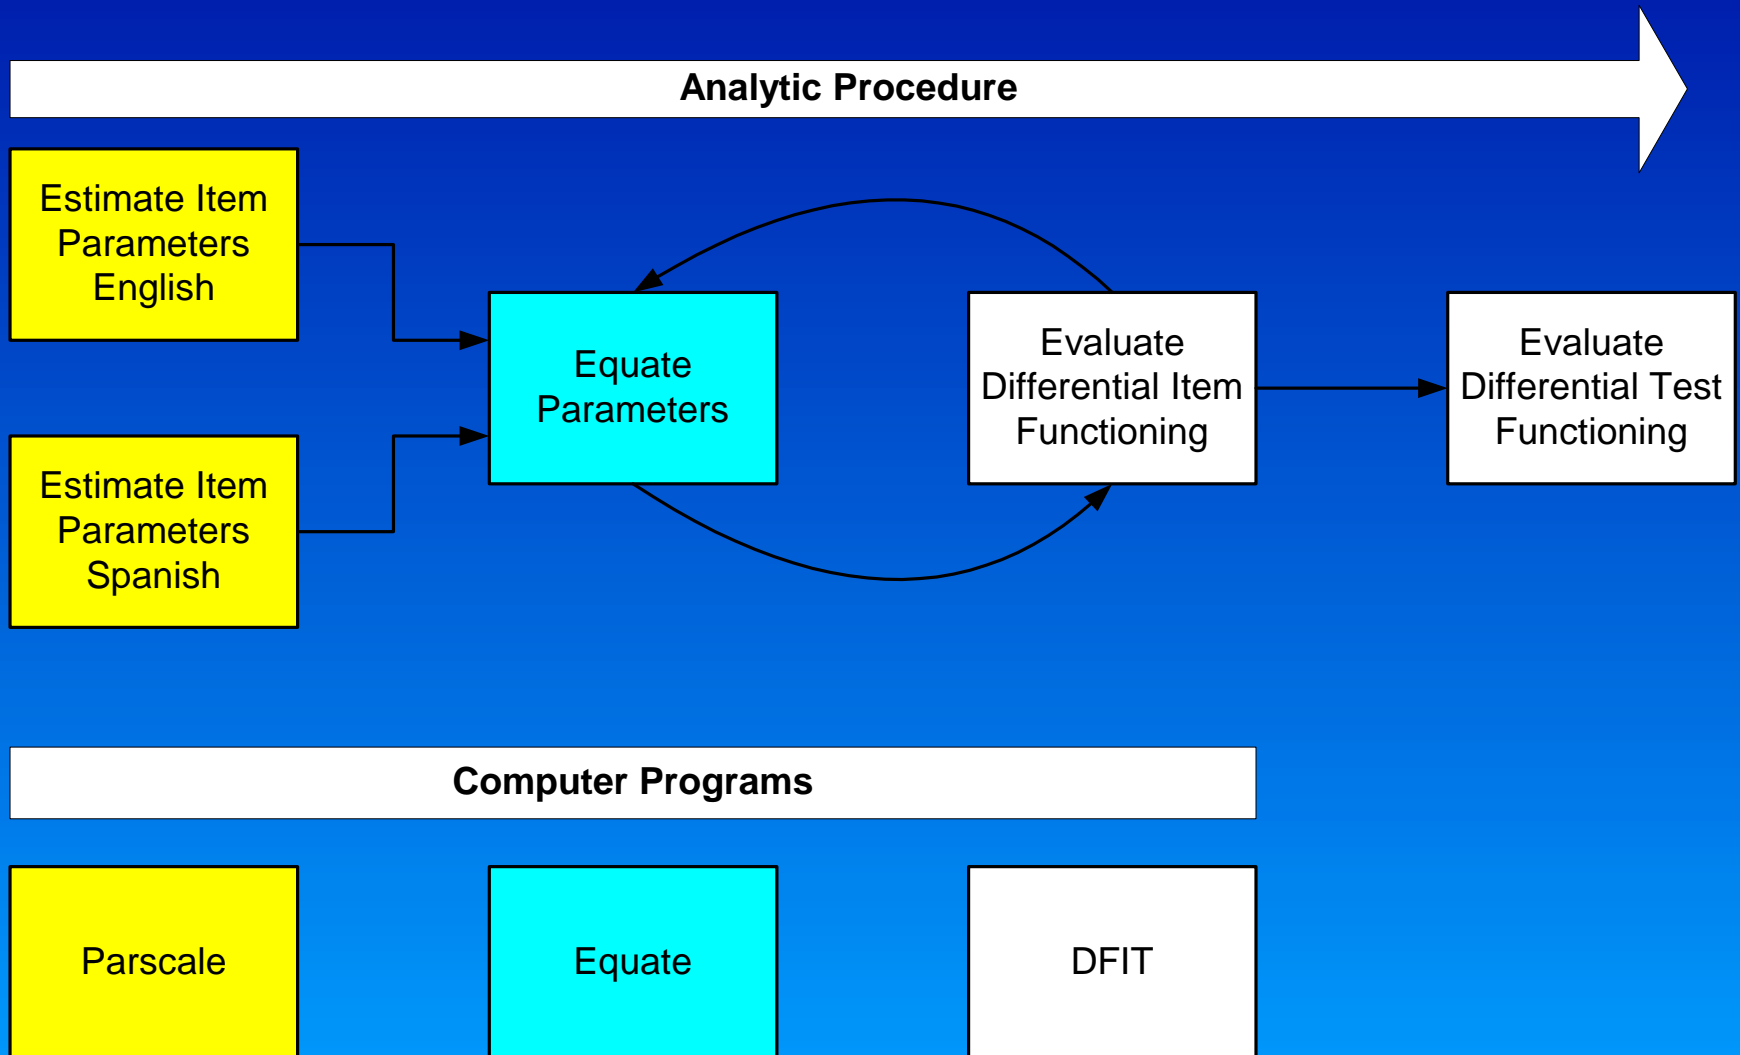 Analytic Procedure
Estimate Item
Parameters
English
Estimate Item
Parameters
Spanish
Equate
Parameters
Evaluate
Differential Item
Functioning
Evaluate
Differential Test
Functioning
Computer Programs
Parscale
Equate
DFIT